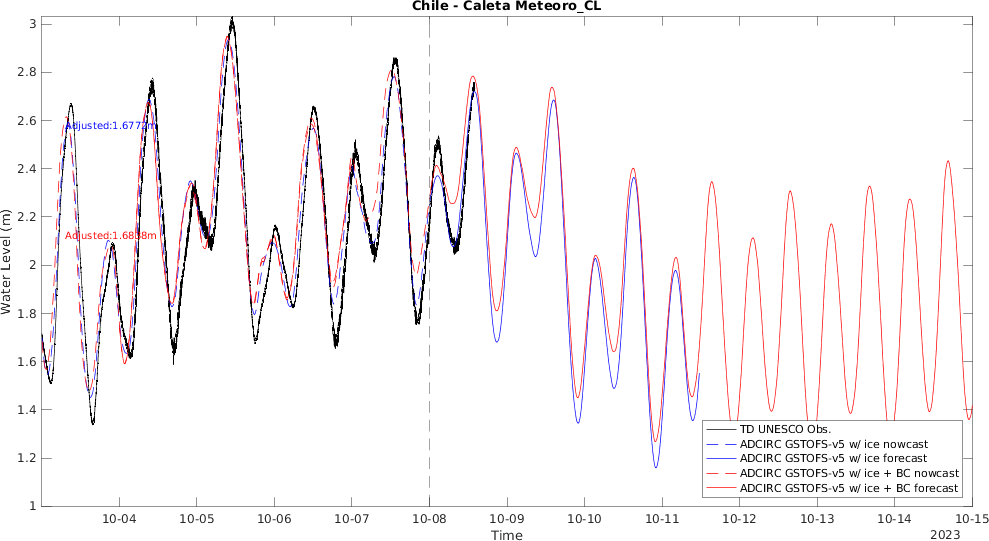 Chile - Caleta Meteoro_CL
Water Level (m)
3
2.8
2.6
2.4
2.2
2
1.8
1.6
1.4
1.2
1
Adjusted:1.6772m
Adjusted:1.6838m
TD UNESCO Obs.
ADCIRC GSTOFS-v5 w/ ice nowcast
ADCIRC GSTOFS-v5 w/ ice forecast
ADCIRC GSTOFS-v5 w/ ice + BC nowcast
ADCIRC GSTOFS-v5 w/ ice + BC forecast
10-04 10-05 10-06 10-07 10-08 10-09 10-10 10-11 10-12 10-13 10-14 10-15
Time
2023